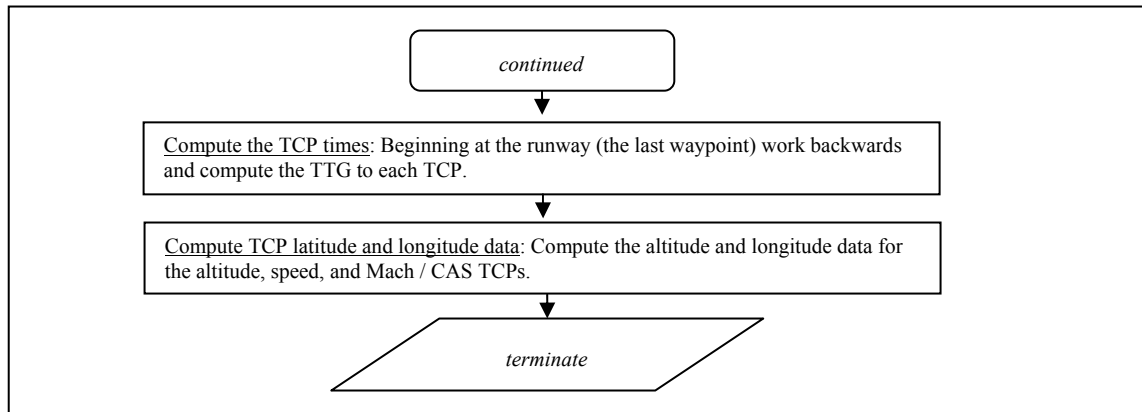 continued
Compute the TCP times: Beginning at the runway (the last waypoint) work backwards
and compute the TTG to each TCP.
Compute TCP latitude and longitude data: Compute the altitude and longitude data for
the altitude, speed, and Mach / CAS TCPs.
terminate